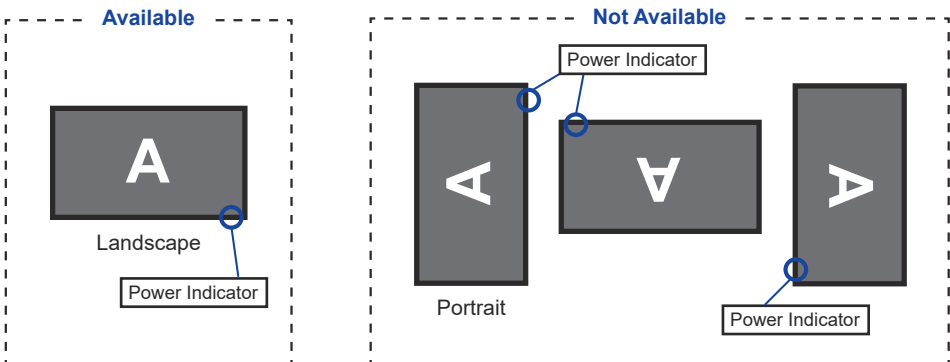 Available
A
Landscape
Power Indicator
Not Available
Power Indicator
A
A
A
Portrait
Power Indicator